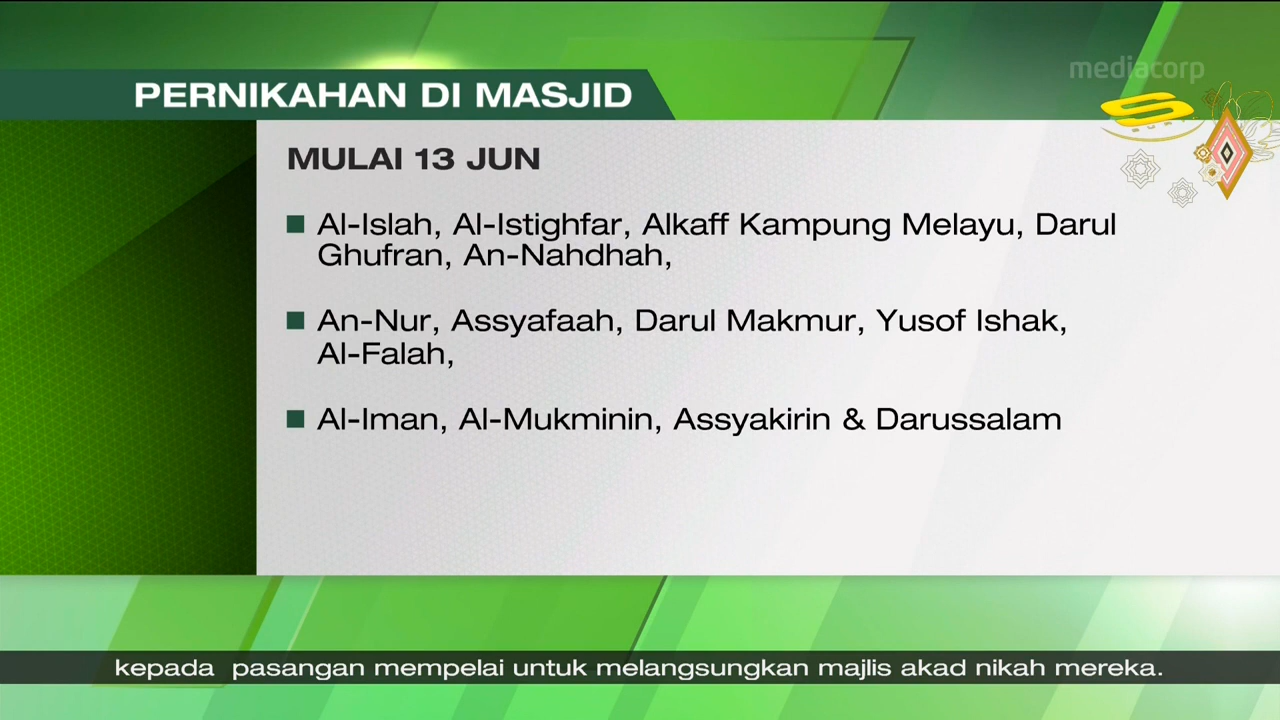 mediacorp
PERNIKAHAN DI MASJID
SURIA
MULAI 13 JUN
Al-Islah, Al-Istighfar, Alkaff Kampung Melayu, Darul
Ghufran, An-Nahdhah,
An-Nur, Assyafaah, Darul Makmur, Yusof Ishak,
Al-Falah,
Al-Iman, Al-Mukminin, Assyakirin & Darussalam
kepada pasangan mempelai untuk melangsungkan majlis akad nikah mereka.